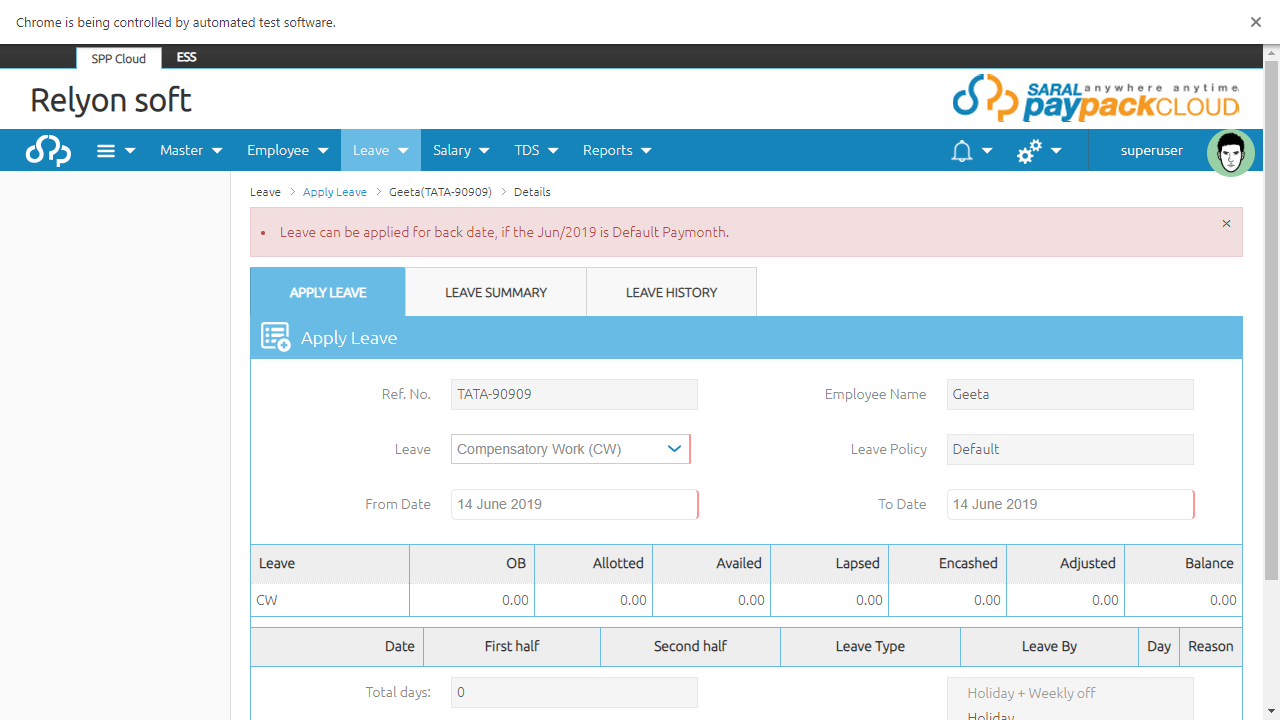 Chrome is being controlled by automated test software.
SPP Cloud ESS
Relyon soft
SARAL anywhere anytime
paypackCLOUD
Master Employee Leave Salary TDS Reports superuser
Leave Apply Leave Geeta(TATA-90909) Details
Leave can be applied for back date, if the Jun/2019 is Default Paymonth.
APPLY LEAVE LEAVE SUMMARY LEAVE HISTORY
Apply Leave
Ref. No. TATA-90909 Employee Name Geeta
Leave Compensatory Work (CW) Leave Policy Default
From Date 14 June 2019 To Date 14 June 2019
Leave OB Allotted Availed Lapsed Encashed Adjusted Balance
CW 0.00 0.00 0.00 0.00 0.00 0.00 0.00
Date First half Second half Leave Type Leave By Day Reason
Total days: 0 Holiday + Weekly off
Holiday